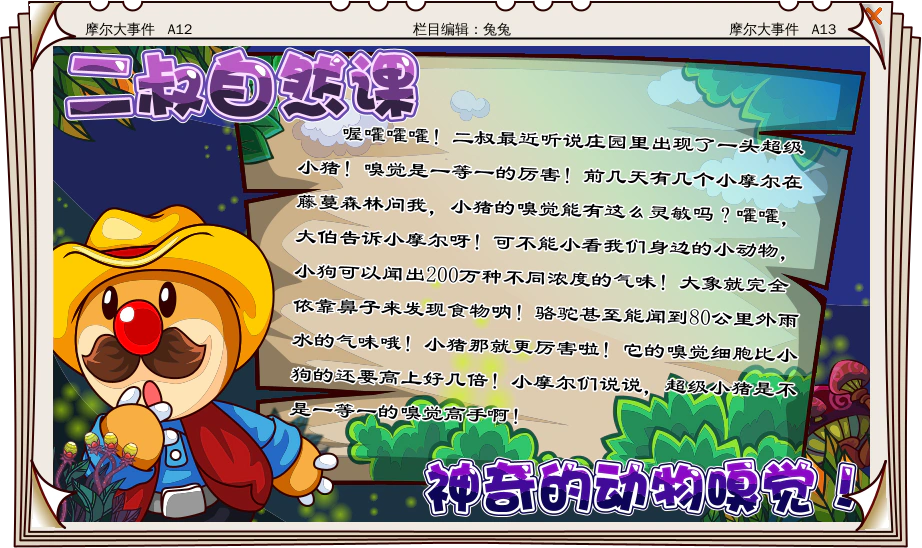 摩尔大事件 A12
栏目编辑：兔兔
摩尔大事件 A13
二叔自然课
喔嚯嚯嚯！二叔最近听说庄园里出现了一头超级
小猪！嗅觉是一等一的厉害！前几天有几个小摩尔在
藤蔓森林问我，小猪的嗅觉能有这么灵敏吗？嚯嚯，
大伯告诉小摩尔呀！可不能小看我们身边的小动物，
小狗可以闻出200万种不同浓度的气味！大象就完全
依靠鼻子来发现食物呐！骆驼甚至能闻到80公里外雨
水的气味哦！小猪那就更厉害啦！它的嗅觉细胞比小
狗的还要高上好几倍！小摩尔们说说，超级小猪是不
是一等一的嗅觉高手啊！
神奇的动物嗅觉！